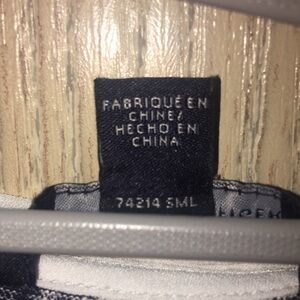 FABRIQUÉ EN
CHINE/
HECHO EN
CHINA
74214 SML